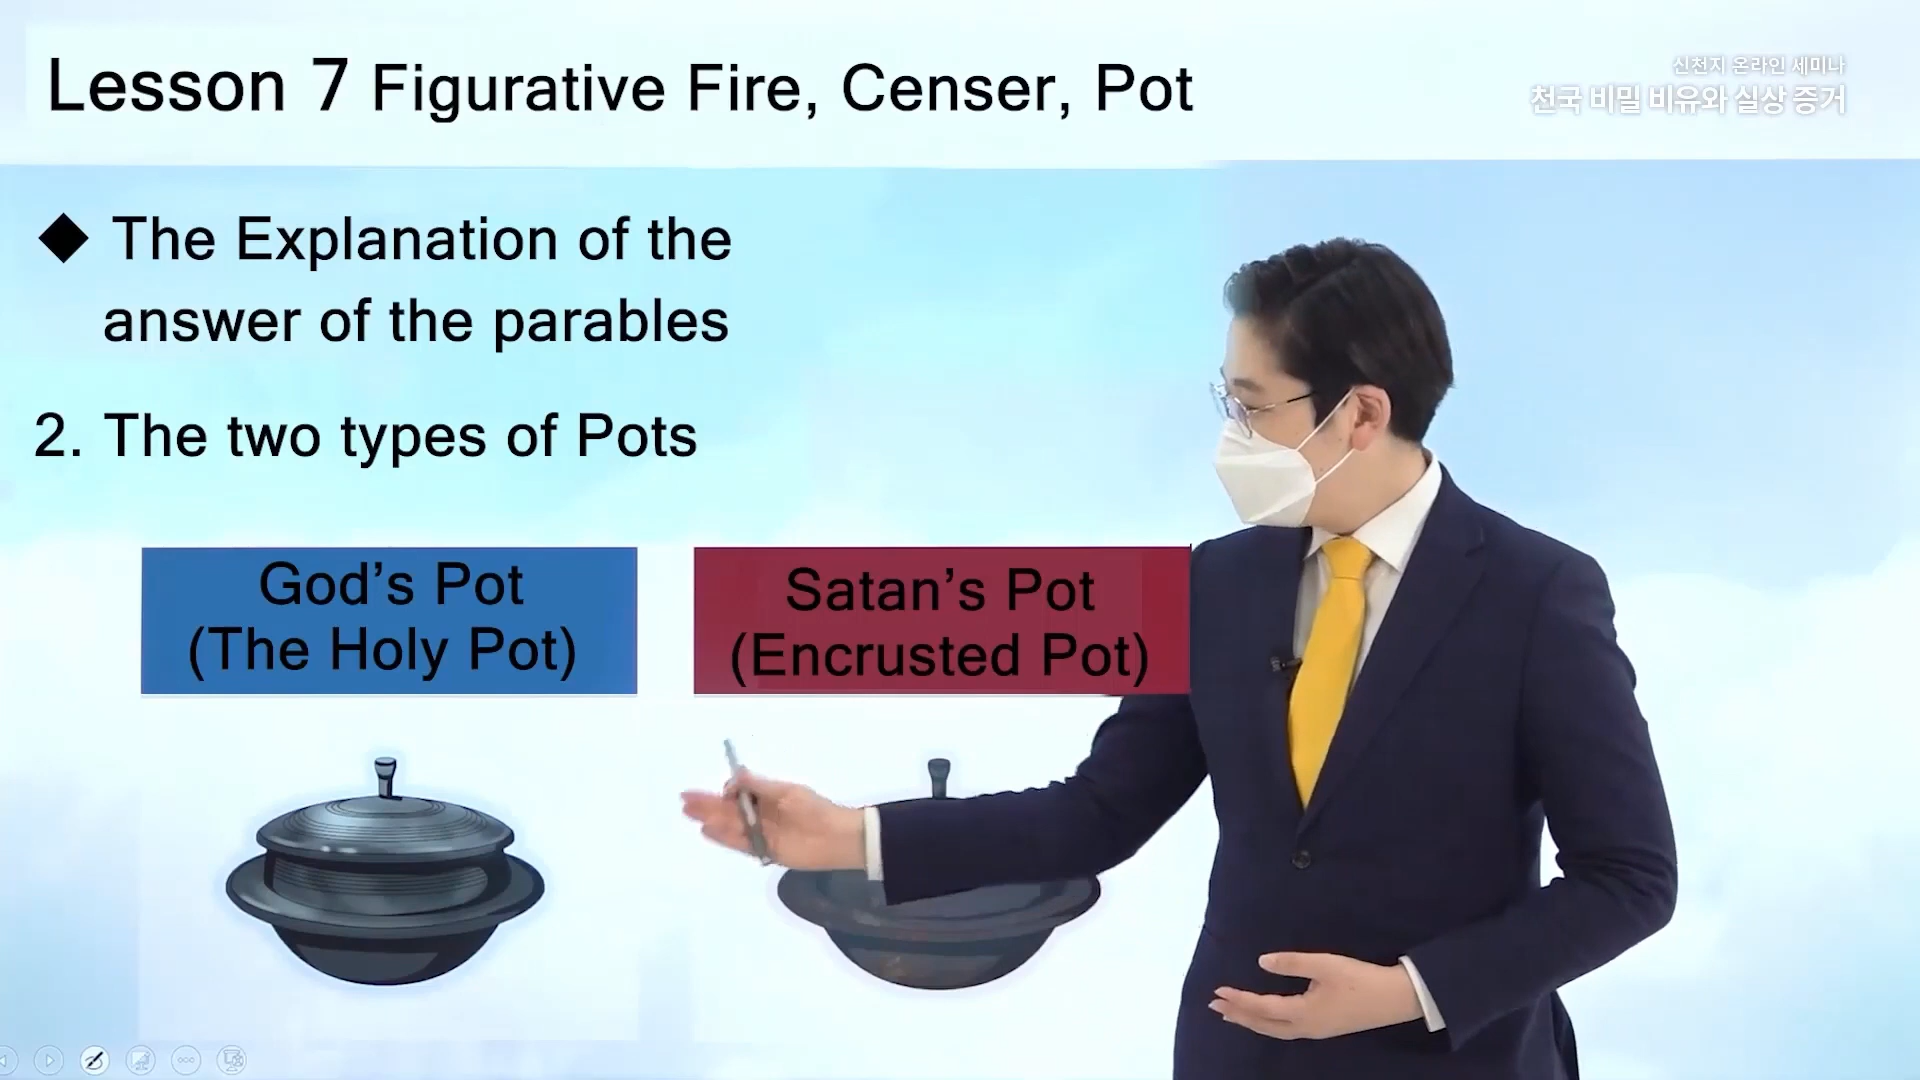 Lesson 7 Figurative Fire, Censer, Pot
신천지 온라인 세미나
천국 비밀 비유와 실상 증거
◆ The Explanation of the
answer of the parables
2. The two types of Pots
God’s Pot
(The Holy Pot)
Satan’s Pot
(Encrusted Pot)